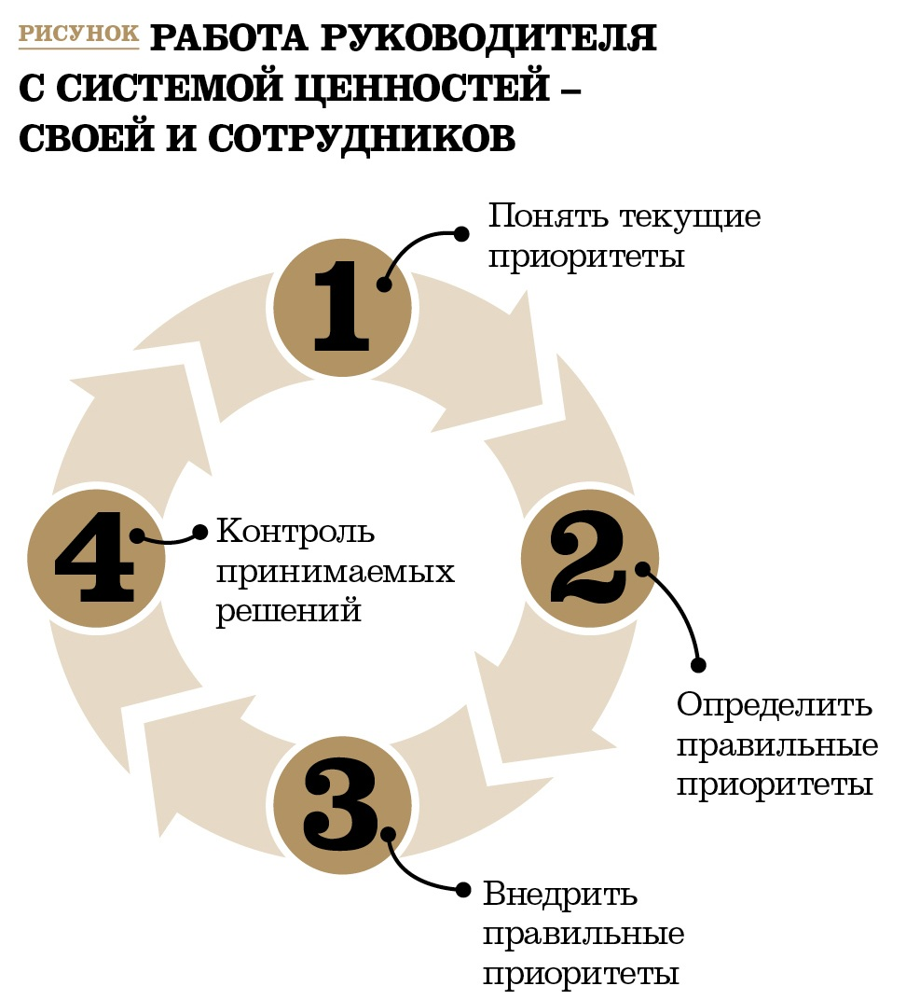 РИСУНОК РАБОТА РУКОВОДИТЕЛЯ
С СИСТЕМОЙ ЦЕННОСТЕЙ –
СВОЕЙ И СОТРУДНИКОВ
1
Понять текущие
приоритеты
2
Определить
правильные
приоритеты
3
Внедрить
правильные
приоритеты
4
Контроль
принимаемых
решений